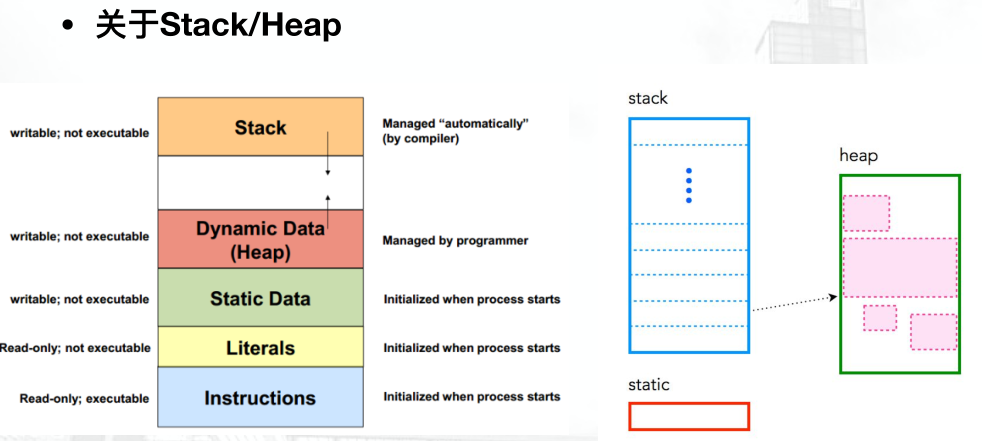 • 关于Stack/Heap
writable; not executable
Stack
Managed “automatically”
(by compiler)
writable; not executable
Dynamic Data
(Heap)
Managed by programmer
writable; not executable
Static Data
Initialized when process starts
Read-only; not executable
Literals
Initialized when process starts
Read-only; executable
Instructions
Initialized when process starts
stack
heap
static